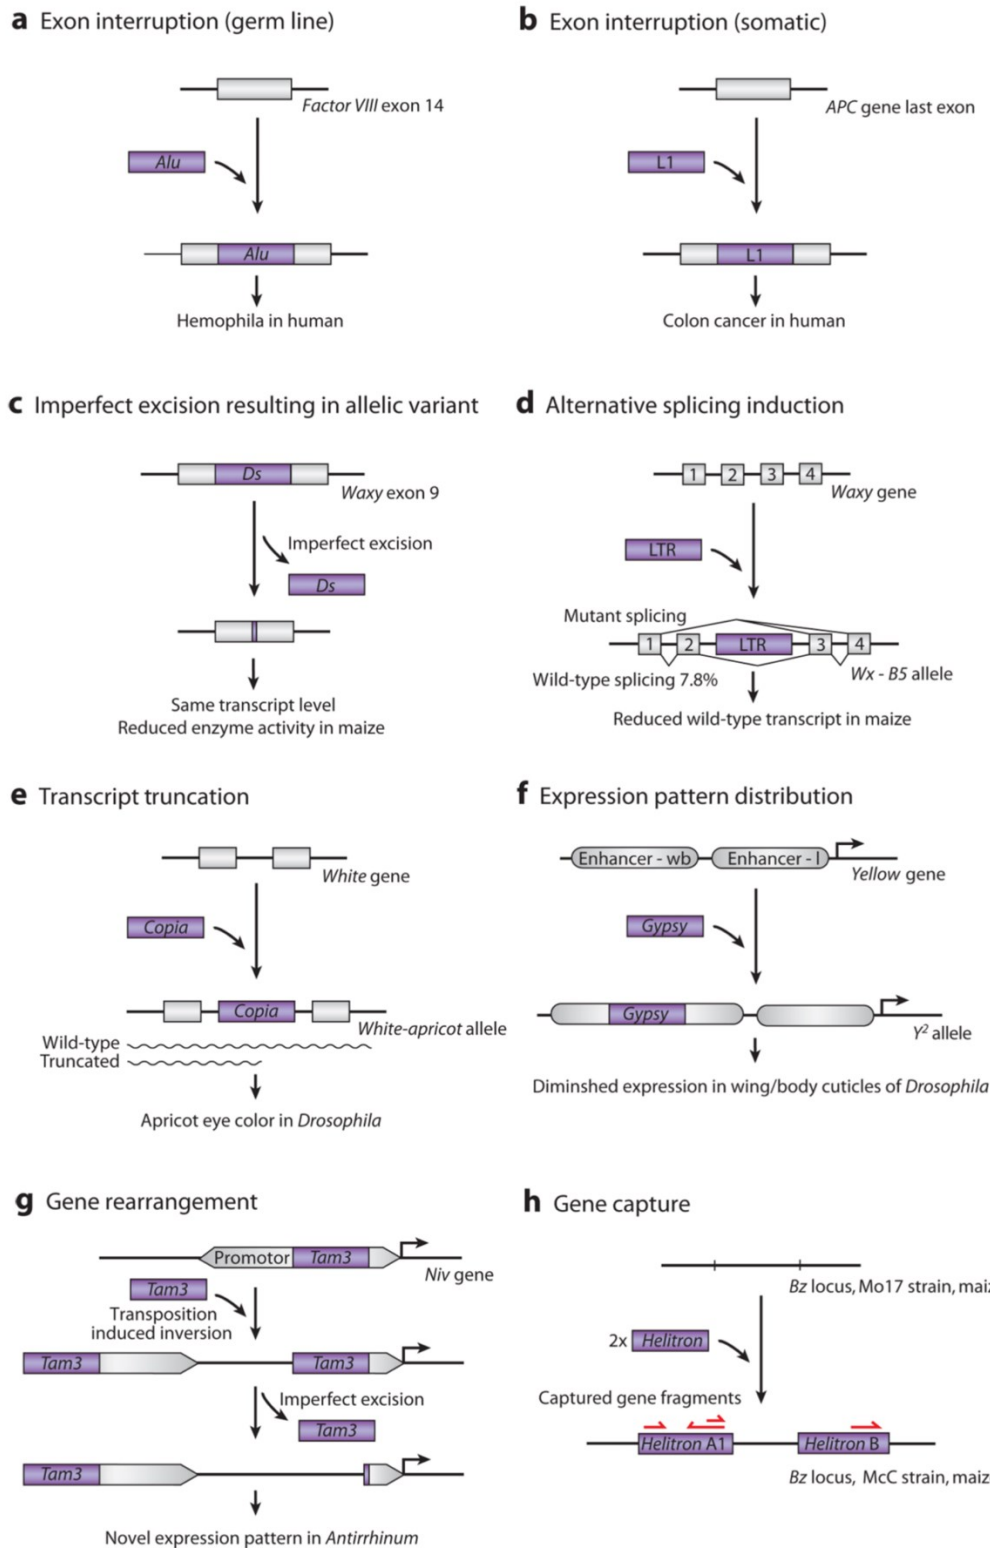 a Exon interruption (germ line)
Factor VIII exon 14
Alu
Alu
Hemophila in human
b Exon interruption (somatic)
APC gene last exon
L1
L1
Colon cancer in human
c Imperfect excision resulting in allelic variant
Ds
Waxy exon 9
Imperfect excision
Ds
Same transcript level
Reduced enzyme activity in maize
d Alternative splicing induction
1 2 3 4
Waxy gene
LTR
Mutant splicing
1 2 LTR 3 4
Wild-type splicing 7.8%
Wx - B5 allele
Reduced wild-type transcript in maize
e Transcript truncation
White gene
Copia
Copia
White-apricot allele
Wild-type
Truncated
Apricot eye color in Drosophila
f Expression pattern distribution
Enhancer - wb Enhancer - l
Yellow gene
Gypsy
Gypsy
Y2 allele
Diminshed expression in wing/body cuticles of Drosophila
g Gene rearrangement
Promotor Tam3
Niv gene
Tam3
Transposition
induced inversion
Tam3 Tam3
Imperfect excision
Tam3
Tam3
Novel expression pattern in Antirrhinum
h Gene capture
Bz locus, Mo17 strain, maiz
2x Helitron
Captured gene fragments
Helitron A1 Helitron B
Bz locus, McC strain, maiz